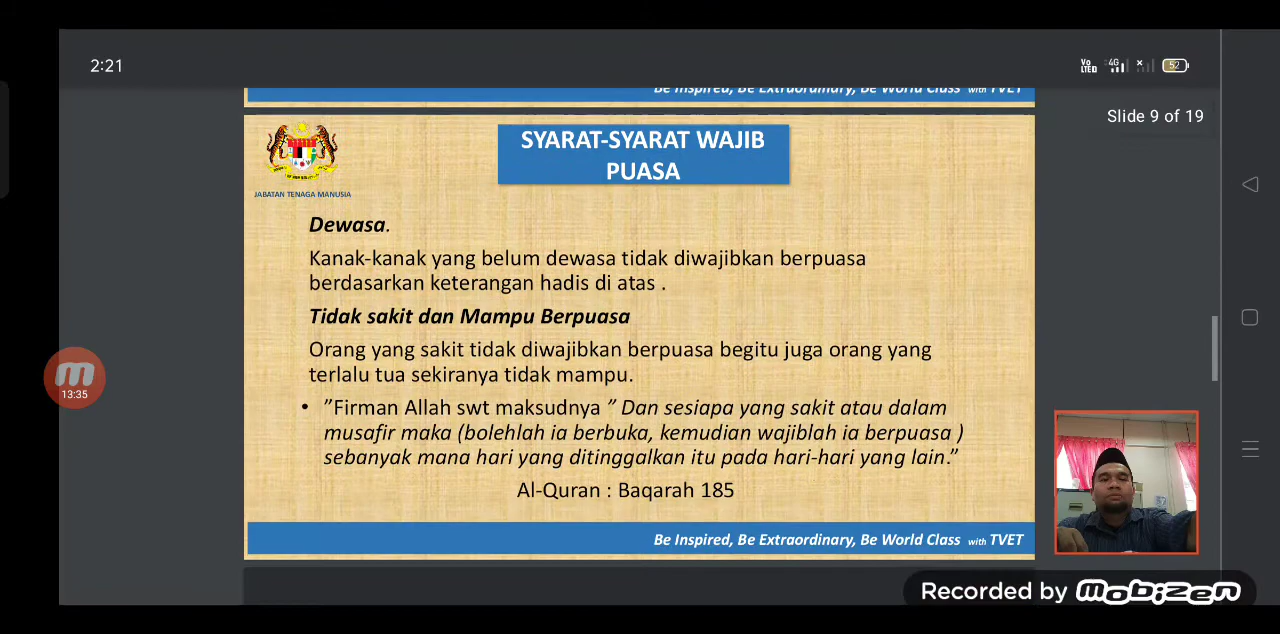 2:21
Vo
LTED
4G
52
Be Inspired, Be Extraordinary, Be World Class with TVET
Slide 9 of 19
SYARAT-SYARAT WAJIB
PUASA
JABATAN TENAGA MANUSIA
Dewasa.
Kanak-kanak yang belum dewasa tidak diwajibkan berpuasa
berdasarkan keterangan hadis di atas .
Tidak sakit dan Mampu Berpuasa
Orang yang sakit tidak diwajibkan berpuasa begitu juga orang yang
terlalu tua sekiranya tidak mampu.
• ”Firman Allah swt maksudnya ” Dan sesiapa yang sakit atau dalam
musafir maka (bolehlah ia berbuka, kemudian wajiblah ia berpuasa )
sebanyak mana hari yang ditinggalkan itu pada hari-hari yang lain.”
Al-Quran : Baqarah 185
m
13:35
Be Inspired, Be Extraordinary, Be World Class with TVET
Recorded by mobizen